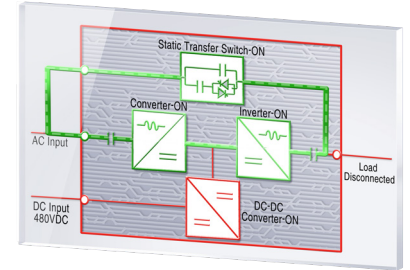 Static Transfer Switch-ON
Converter-ON
Inverter-ON
AC Input
Load
Disconnected
DC Input
480VDC
DC-DC
Converter-ON